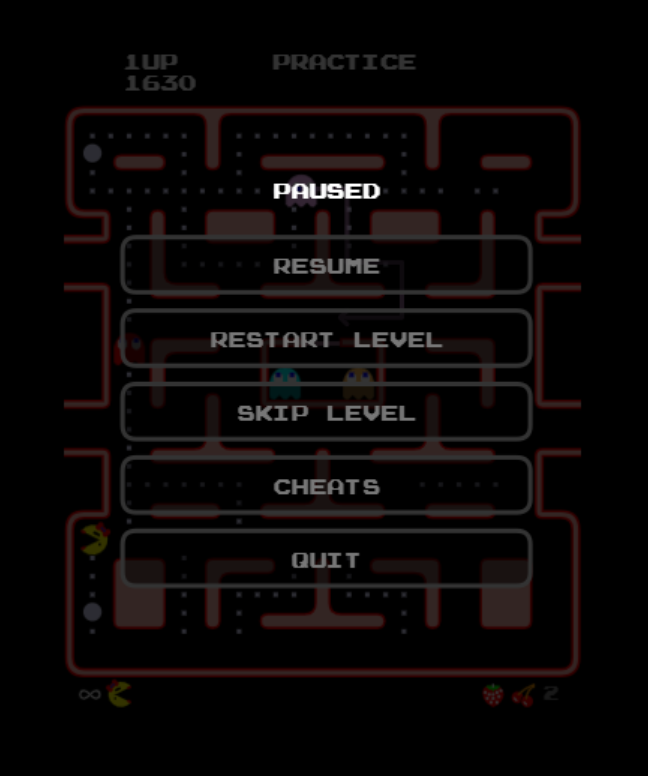 1UP PRACTICE
1630
PAUSED
RESUME
RESTART LEVEL
SKIP LEVEL
CHEATS
QUIT
∞ 2